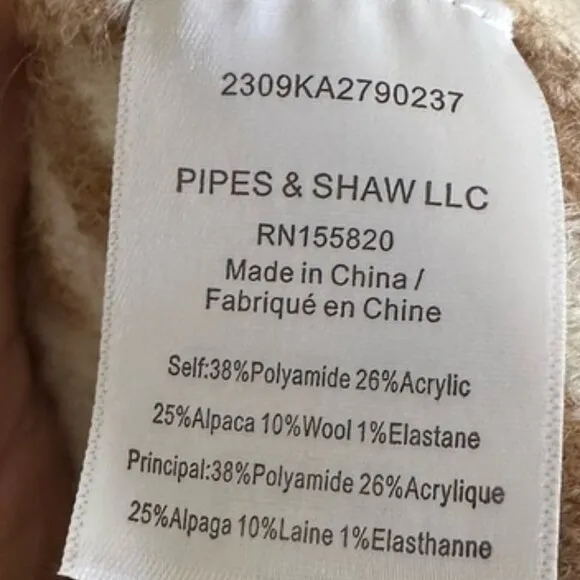 2309KA2790237
PIPES & SHAW LLC
RN155820
Made in China /
Fabriqué en Chine
Self:38%Polyamide 26%Acrylic
25%Alpaca 10%Wool 1%Elastane
Principal:38%Polyamide 26%Acrylique
25%Alpaga 10%Laine 1%Elasthanne